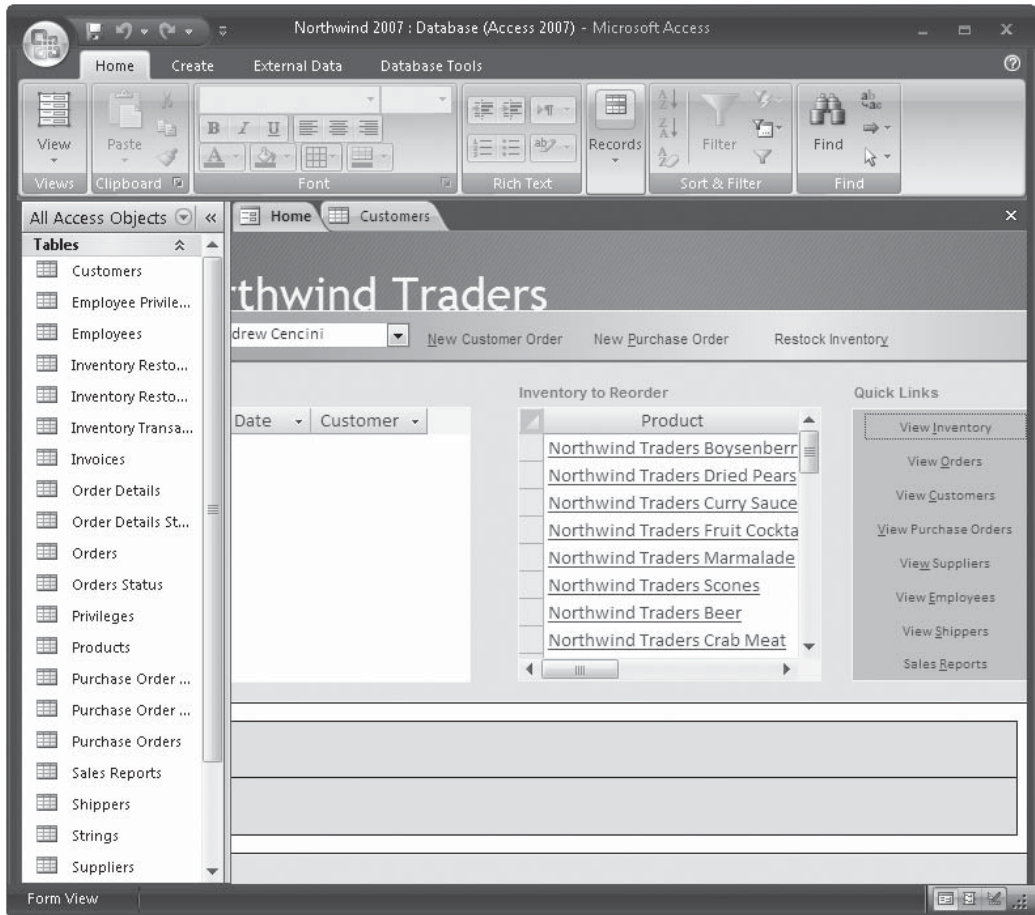 Northwind 2007 : Database (Access 2007) - Microsoft Access
Home Create External Data Database Tools
View
Paste
B I U
Records
Filter
Find
Views Clipboard Font Rich Text Sort & Filter Find
All Access Objects «
Home Customers
Tables
Customers
Employee Privile...
Employees
Inventory Resto...
Inventory Resto...
Inventory Transa...
Invoices
Order Details
Order Details St...
Orders
Orders Status
Privileges
Products
Purchase Order ...
Purchase Order ...
Purchase Orders
Sales Reports
Shippers
Strings
Suppliers
rthwind Traders
drew Cencini New Customer Order New Purchase Order Restock Inventory
Date Customer
Inventory to Reorder
Product
Northwind Traders Boysenberr
Northwind Traders Dried Pears
Northwind Traders Curry Sauce
Northwind Traders Fruit Cockta
Northwind Traders Marmalade
Northwind Traders Scones
Northwind Traders Beer
Northwind Traders Crab Meat
Quick Links
View Inventory
View Orders
View Customers
View Purchase Orders
View Suppliers
View Employees
View Shippers
Sales Reports
Form View